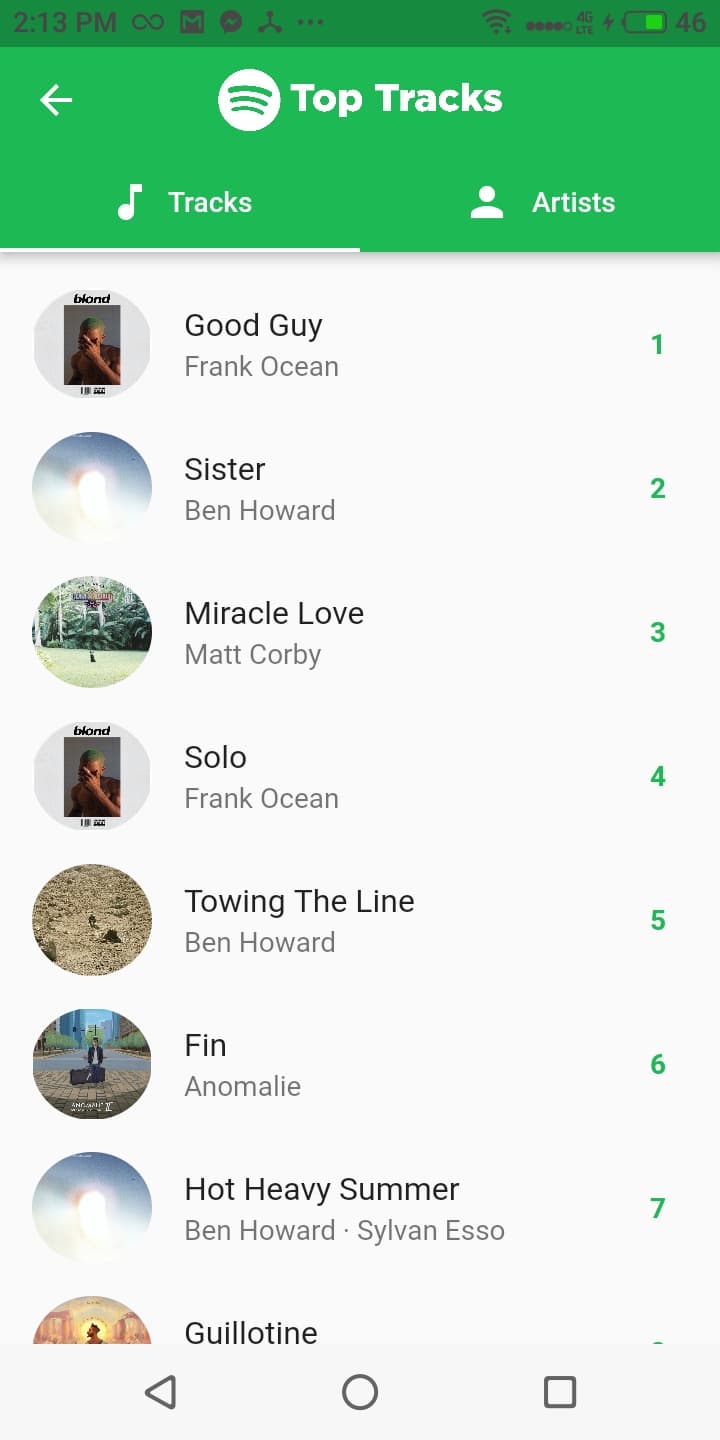 2:13 PM 4G LTE 46
Top Tracks
Tracks Artists
blond
Good Guy
Frank Ocean
1
Sister
Ben Howard
2
Miracle Love
Matt Corby
3
blond
Solo
Frank Ocean
4
Towing The Line
Ben Howard
5
Fin
Anomalie
6
ANOMALIE
Hot Heavy Summer
Ben Howard · Sylvan Esso
7
Guillotine